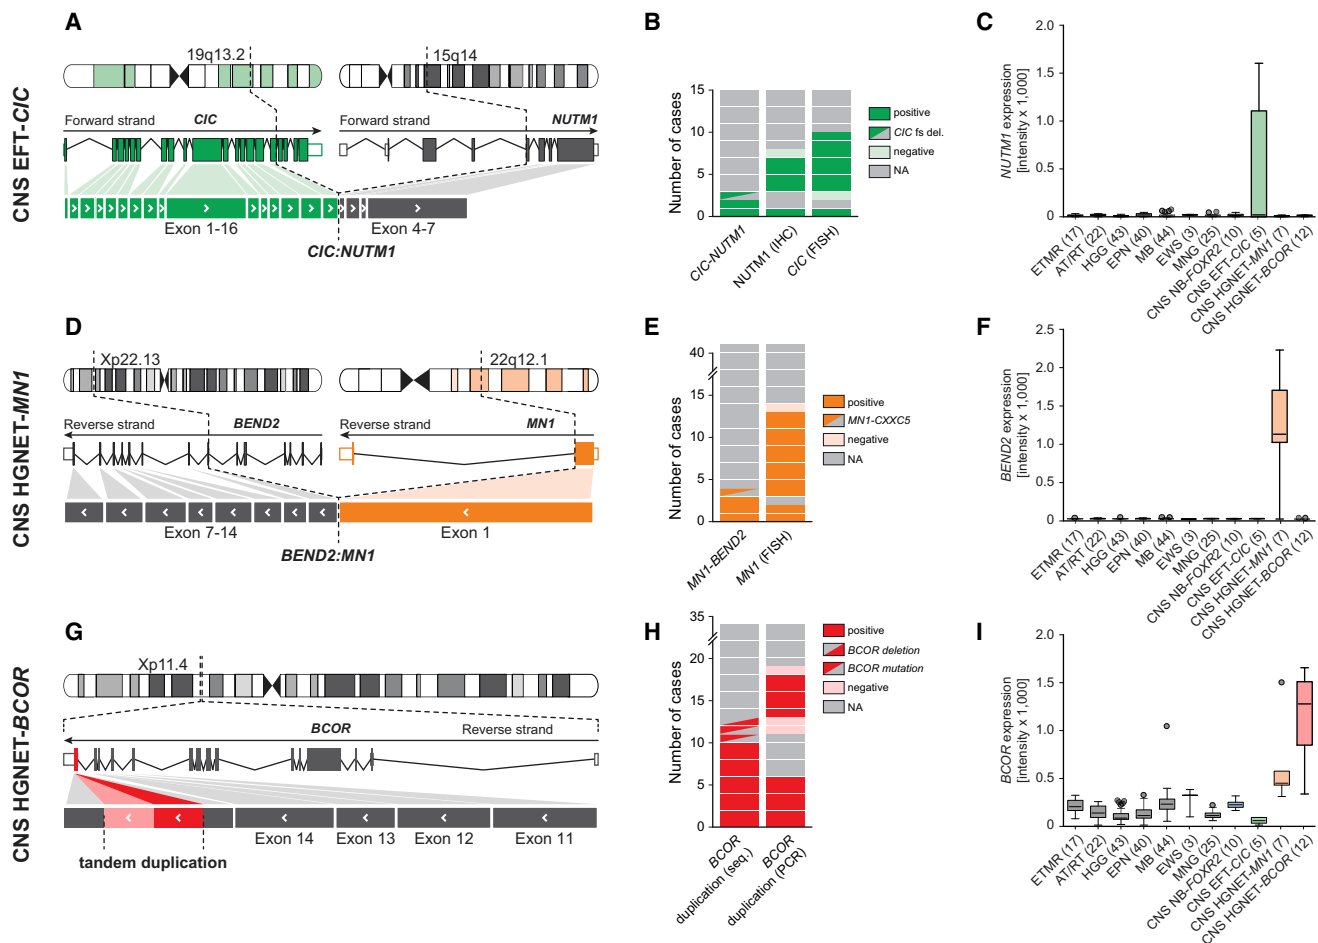 CNS EFT-CIC
A
19q13.2
15q14
Forward strand
CIC
Forward strand
NUTM1
Exon 1-16
Exon 4-7
CIC:NUTM1
B
Number of cases
15
10
5
0
CIC-NUTM1
NUTM1 (IHC)
CIC (FISH)
positive
CIC fs del.
negative
NA
C
NUTM1 expression
[intensity x 1,000]
2.0
1.5
1.0
0.5
0
ETMR (17)
AT/RT (22)
HGG (43)
EPN (40)
MB (44)
EWS (3)
MNG (25)
CNS NB-FOXR2 (10)
CNS EFT-CIC (5)
CNS HGNET-MN1 (7)
CNS HGNET-BCOR (12)
CNS HGNET-MN1
D
Xp22.13
22q12.1
Reverse strand
BEND2
Reverse strand
MN1
Exon 7-14
Exon 1
BEND2:MN1
E
Number of cases
40
15
10
5
0
MN1-BEND2
MN1 (FISH)
positive
MN1-CXXC5
negative
NA
F
BEND2 expression
[intensity x 1,000]
2.5
2.0
1.5
1.0
0.5
0
ETMR (17)
AT/RT (22)
HGG (43)
EPN (40)
MB (44)
EWS (3)
MNG (25)
CNS NB-FOXR2 (10)
CNS EFT-CIC (5)
CNS HGNET-MN1 (7)
CNS HGNET-BCOR (12)
CNS HGNET-BCOR
G
Xp11.4
BCOR
Reverse strand
Exon 14
Exon 13
Exon 12
Exon 11
tandem duplication
H
Number of cases
35
20
15
10
5
0
BCOR
duplication (seq.)
BCOR
duplication (PCR)
positive
BCOR deletion
BCOR mutation
negative
NA
I
BCOR expression
[intensity x 1,000]
2.0
1.5
1.0
0.5
0
ETMR (17)
AT/RT (22)
HGG (43)
EPN (40)
MB (44)
EWS (3)
MNG (25)
CNS NB-FOXR2 (10)
CNS EFT-CIC (5)
CNS HGNET-MN1 (7)
CNS HGNET-BCOR (12)